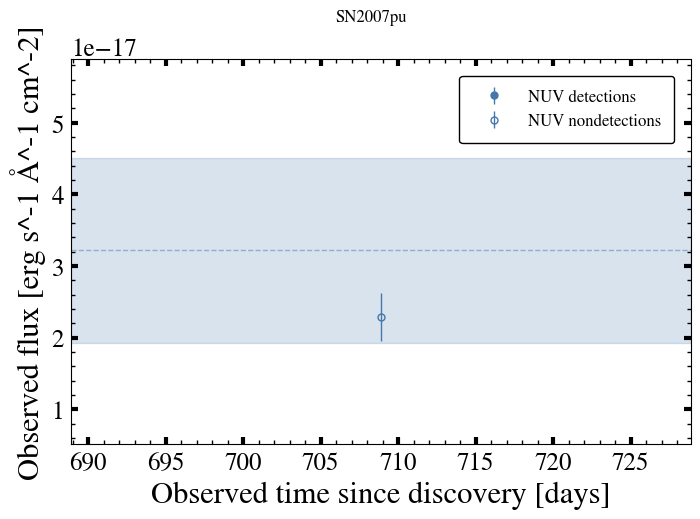 SN2007pu
1e−17
Observed flux [erg s^-1 Å^-1 cm^-2]
5
4
3
2
1
NUV detections
NUV nondetections
690 695 700 705 710 715 720 725
Observed time since discovery [days]